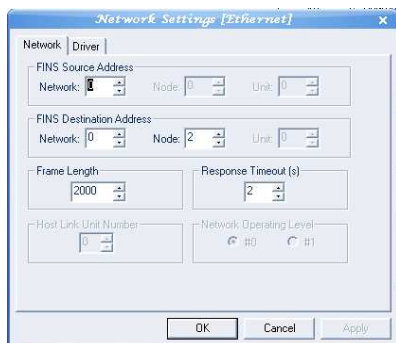 Network Settings [Ethernet]
Network Driver
FINS Source Address
Network: 0 Node: 0 Unit: 0
FINS Destination Address
Network: 0 Node: 2 Unit: 0
Frame Length Response Timeout (s)
2000 2
Host Link Unit Number Network Operating Level
0 #0 #1
OK Cancel Apply